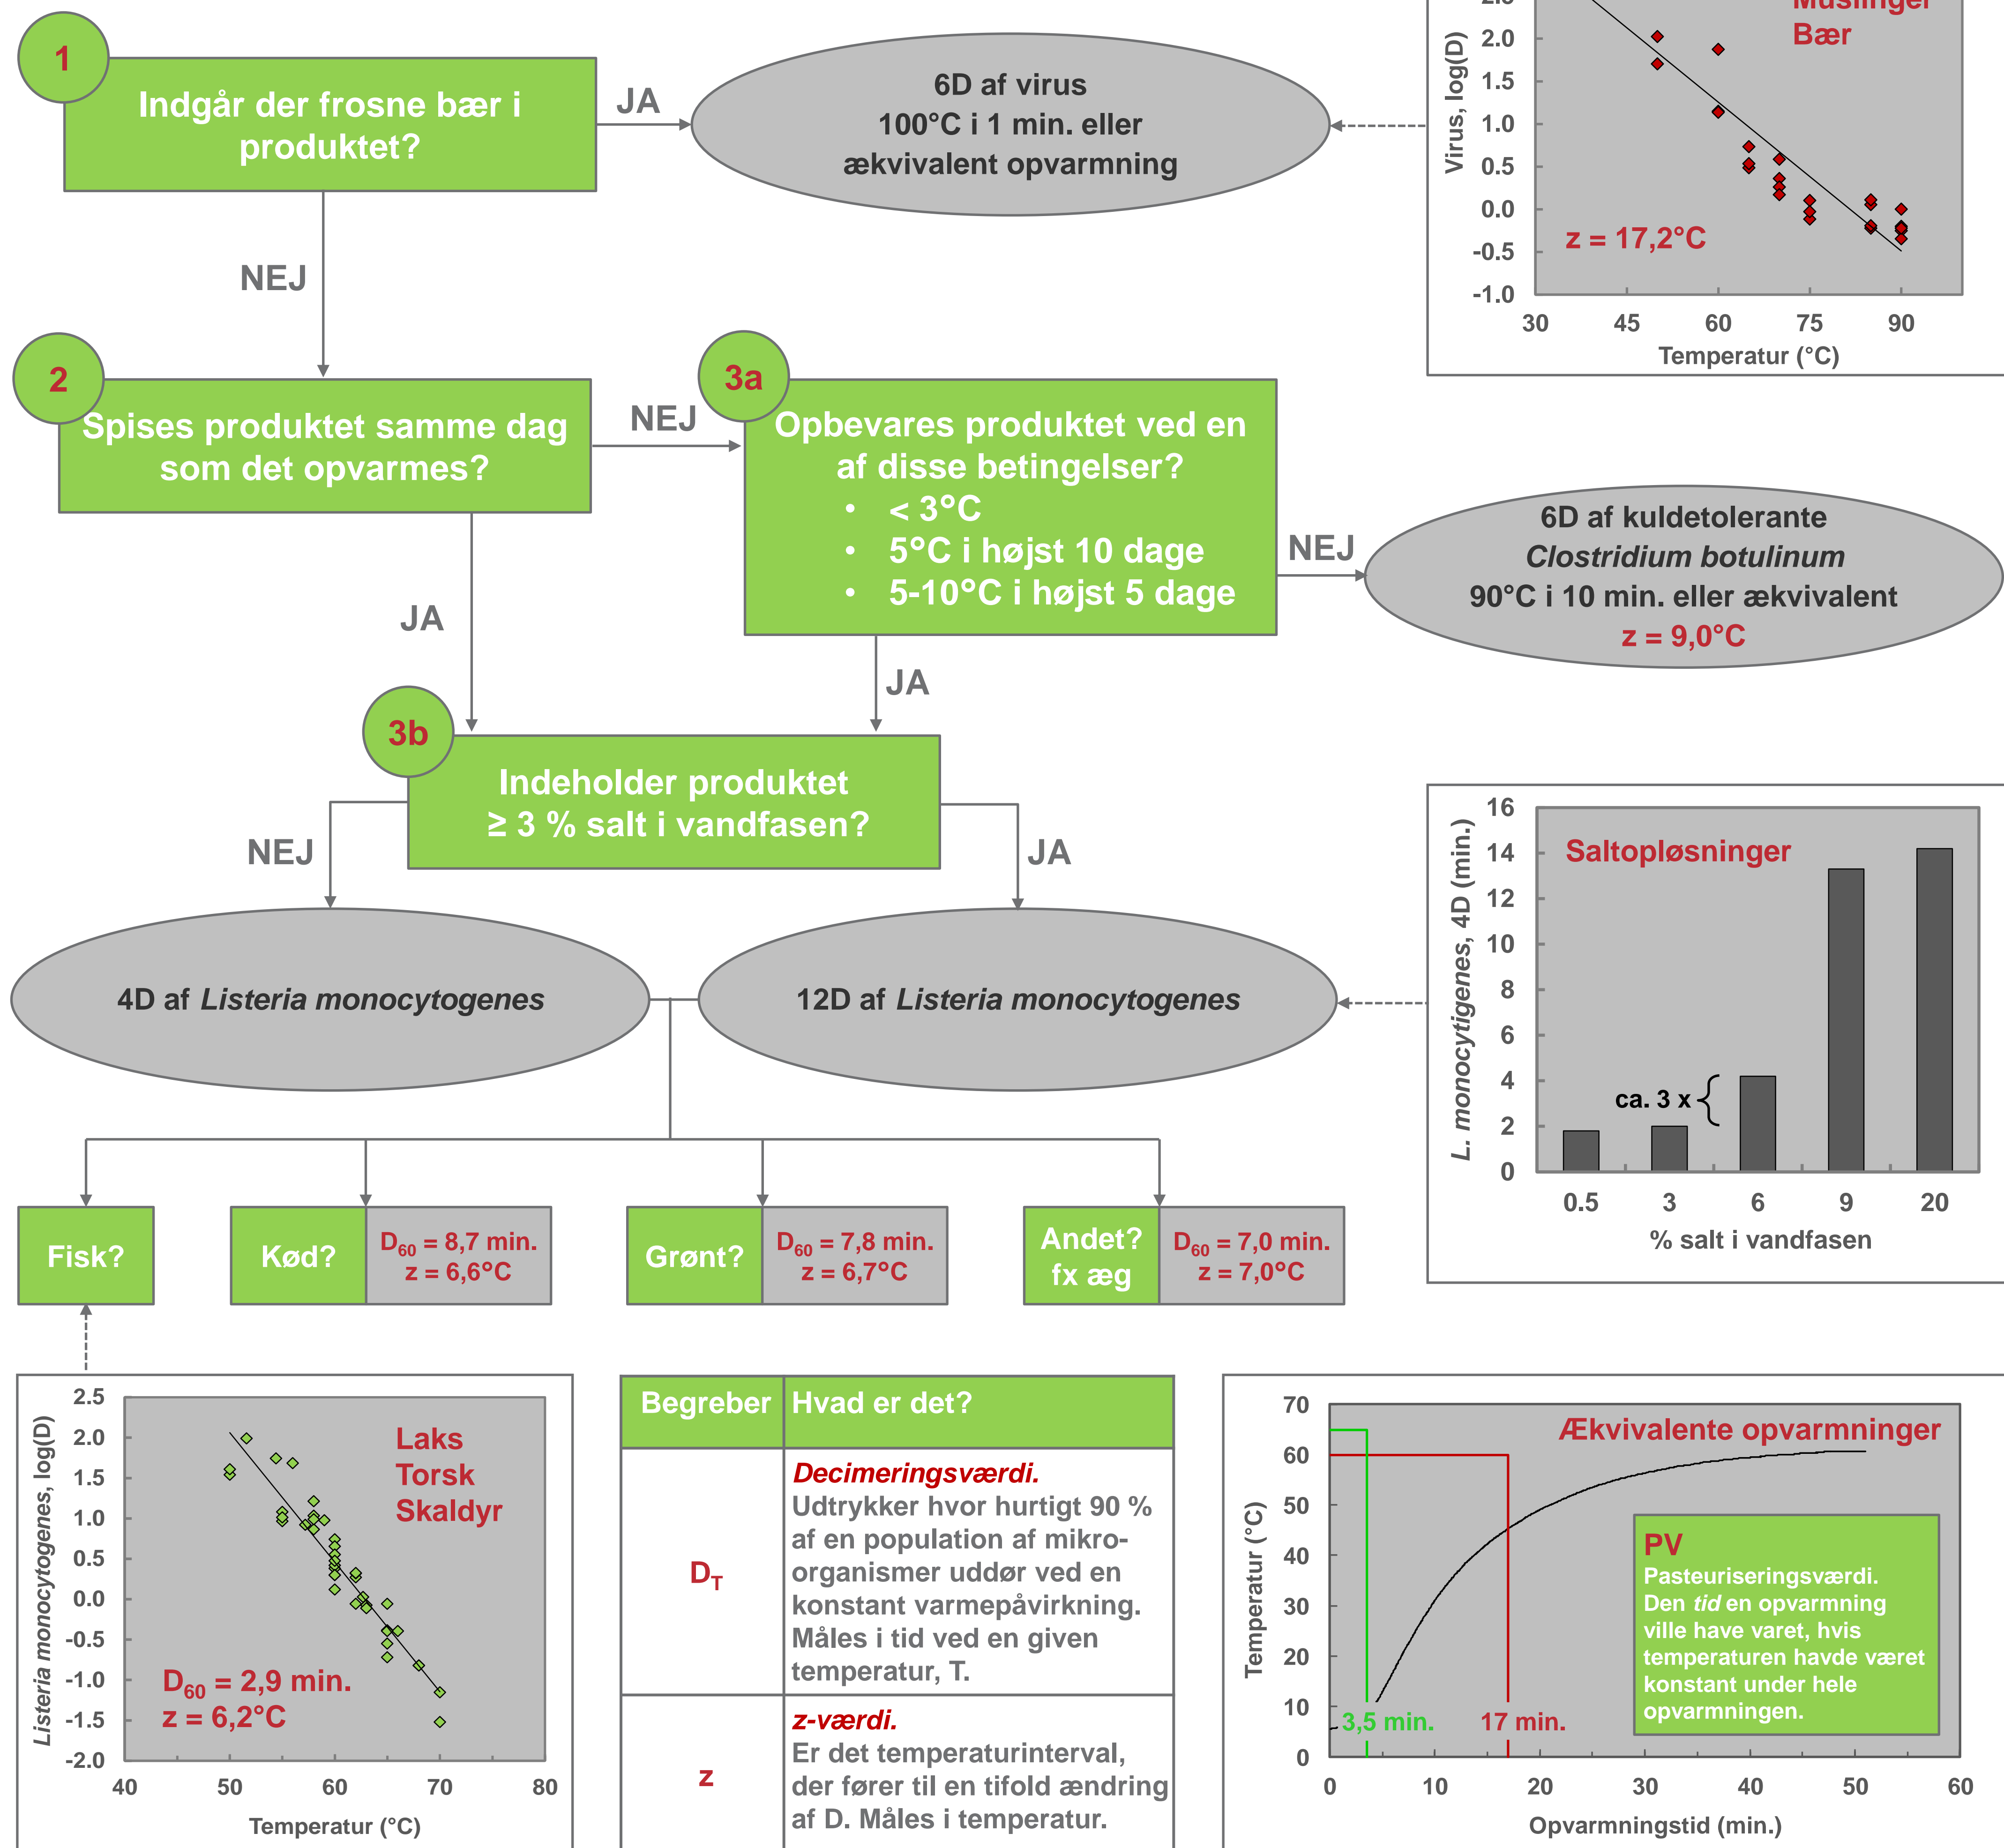 1
Indgår der frosne bær i
produktet?
JA
6D af virus
100°C i 1 min. eller
ækvivalent opvarmning
Muslinger
Bær
Virus, log(D)
2.5
2.0
1.5
1.0
0.5
0.0
-0.5
-1.0
z = 17,2°C
30 45 60 75 90
Temperatur (°C)
NEJ
2
Spises produktet samme dag
som det opvarmes?
NEJ
3a
Opbevares produktet ved en
af disse betingelser?
• < 3°C
• 5°C i højst 10 dage
• 5-10°C i højst 5 dage
NEJ
6D af kuldetolerante
Clostridium botulinum
90°C i 10 min. eller ækvivalent
z = 9,0°C
JA
JA
3b
Indeholder produktet
≥ 3 % salt i vandfasen?
NEJ
JA
4D af Listeria monocytogenes
12D af Listeria monocytogenes
L. monocytigenes, 4D (min.)
16
14
12
10
8
6
4
2
0
Saltopløsninger
ca. 3 x
0.5 3 6 9 20
% salt i vandfasen
Fisk?
Kød?
D60 = 8,7 min.
z = 6,6°C
Grønt?
D60 = 7,8 min.
z = 6,7°C
Andet?
fx æg
D60 = 7,0 min.
z = 7,0°C
Listeria monocytogenes, log(D)
2.5
2.0
1.5
1.0
0.5
0.0
-0.5
-1.0
-1.5
-2.0
Laks
Torsk
Skaldyr
D60 = 2,9 min.
z = 6,2°C
40 50 60 70 80
Temperatur (°C)
Begreber Hvad er det?
DT
Decimeringsværdi.
Udtrykker hvor hurtigt 90 %
af en population af mikro-
organismer uddør ved en
konstant varmepåvirkning.
Måles i tid ved en given
temperatur, T.
z
z-værdi.
Er det temperaturinterval,
der fører til en tifold ændring
af D. Måles i temperatur.
Temperatur (°C)
70
60
50
40
30
20
10
0
Ækvivalente opvarmninger
PV
Pasteuriseringsværdi.
Den tid en opvarmning
ville have varet, hvis
temperaturen havde været
konstant under hele
opvarmningen.
3,5 min.
17 min.
0 10 20 30 40 50 60
Opvarmningstid (min.)